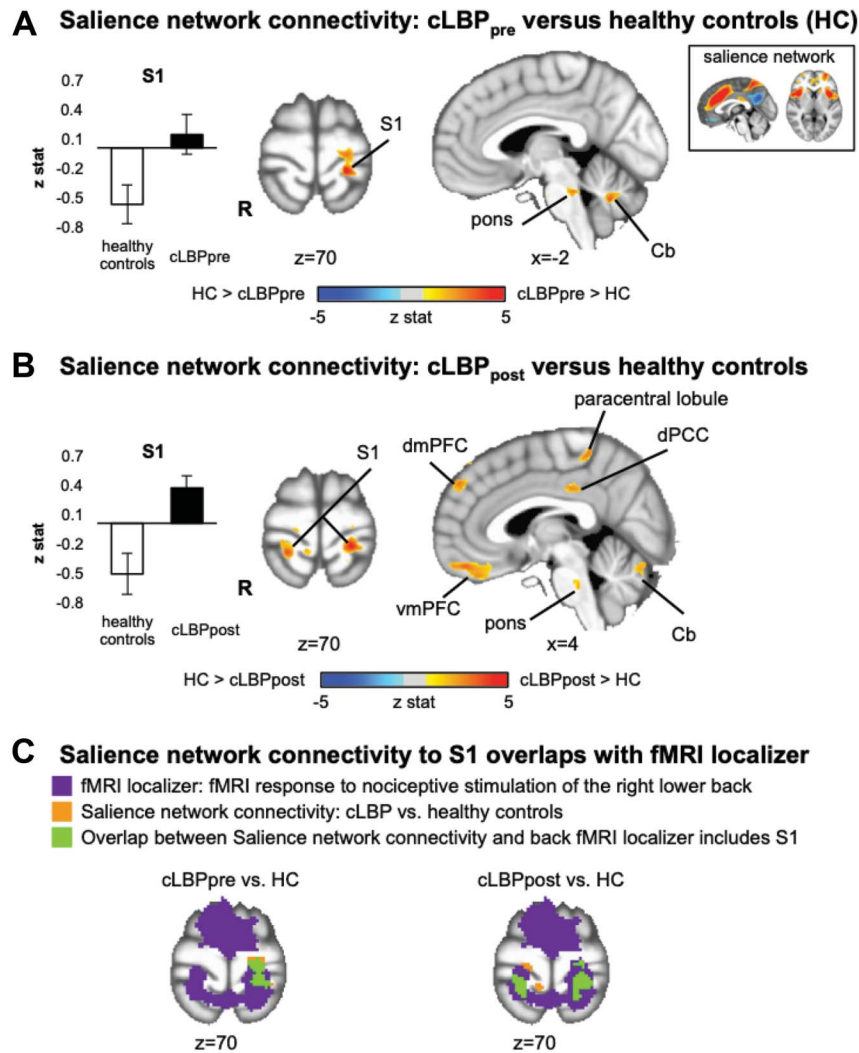 A Salience network connectivity: cLBPpre versus healthy controls (HC)
salience network
S1
0.7
0.4
0.1
-0.2
-0.5
-0.8
z stat
healthy controls
cLBPpre
S1
R
z=70
pons
Cb
x=-2
HC > cLBPpre
cLBPpre > HC
-5 z stat 5
B Salience network connectivity: cLBPpost versus healthy controls
S1
0.7
0.4
0.1
-0.2
-0.5
-0.8
z stat
healthy controls
cLBPpost
S1
R
z=70
paracentral lobule
dmPFC
dPCC
vmPFC
pons
Cb
x=4
HC > cLBPpost
cLBPpost > HC
-5 z stat 5
C Salience network connectivity to S1 overlaps with fMRI localizer
fMRI localizer: fMRI response to nociceptive stimulation of the right lower back
Salience network connectivity: cLBP vs. healthy controls
Overlap between Salience network connectivity and back fMRI localizer includes S1
cLBPpre vs. HC
cLBPpost vs. HC
z=70
z=70